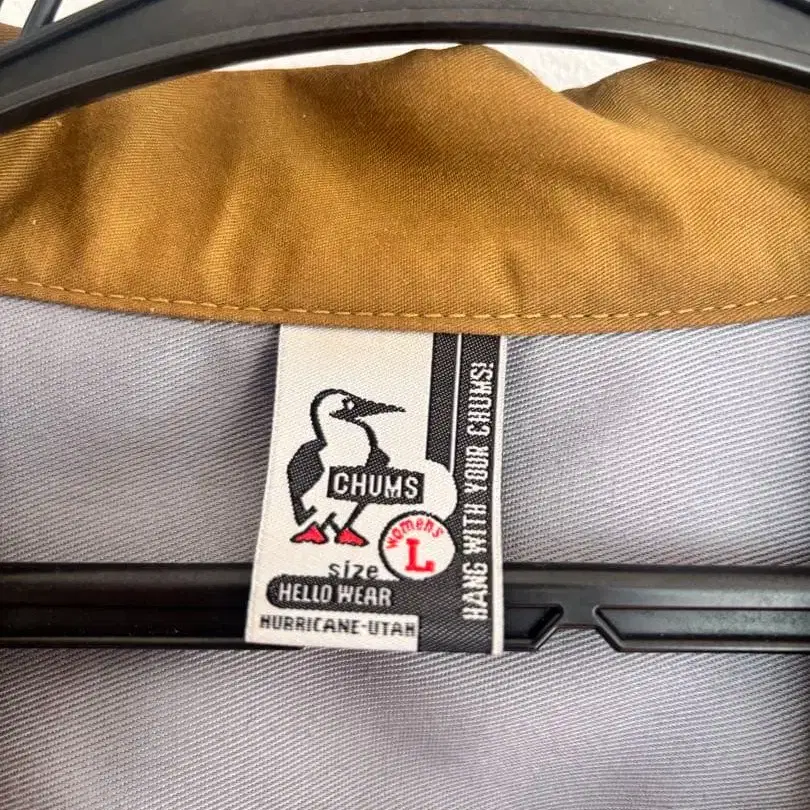 CHUMS
womens
L
size
HELLO WEAR
HURRICANE-UTAH
HANG WITH YOUR CHUMS!